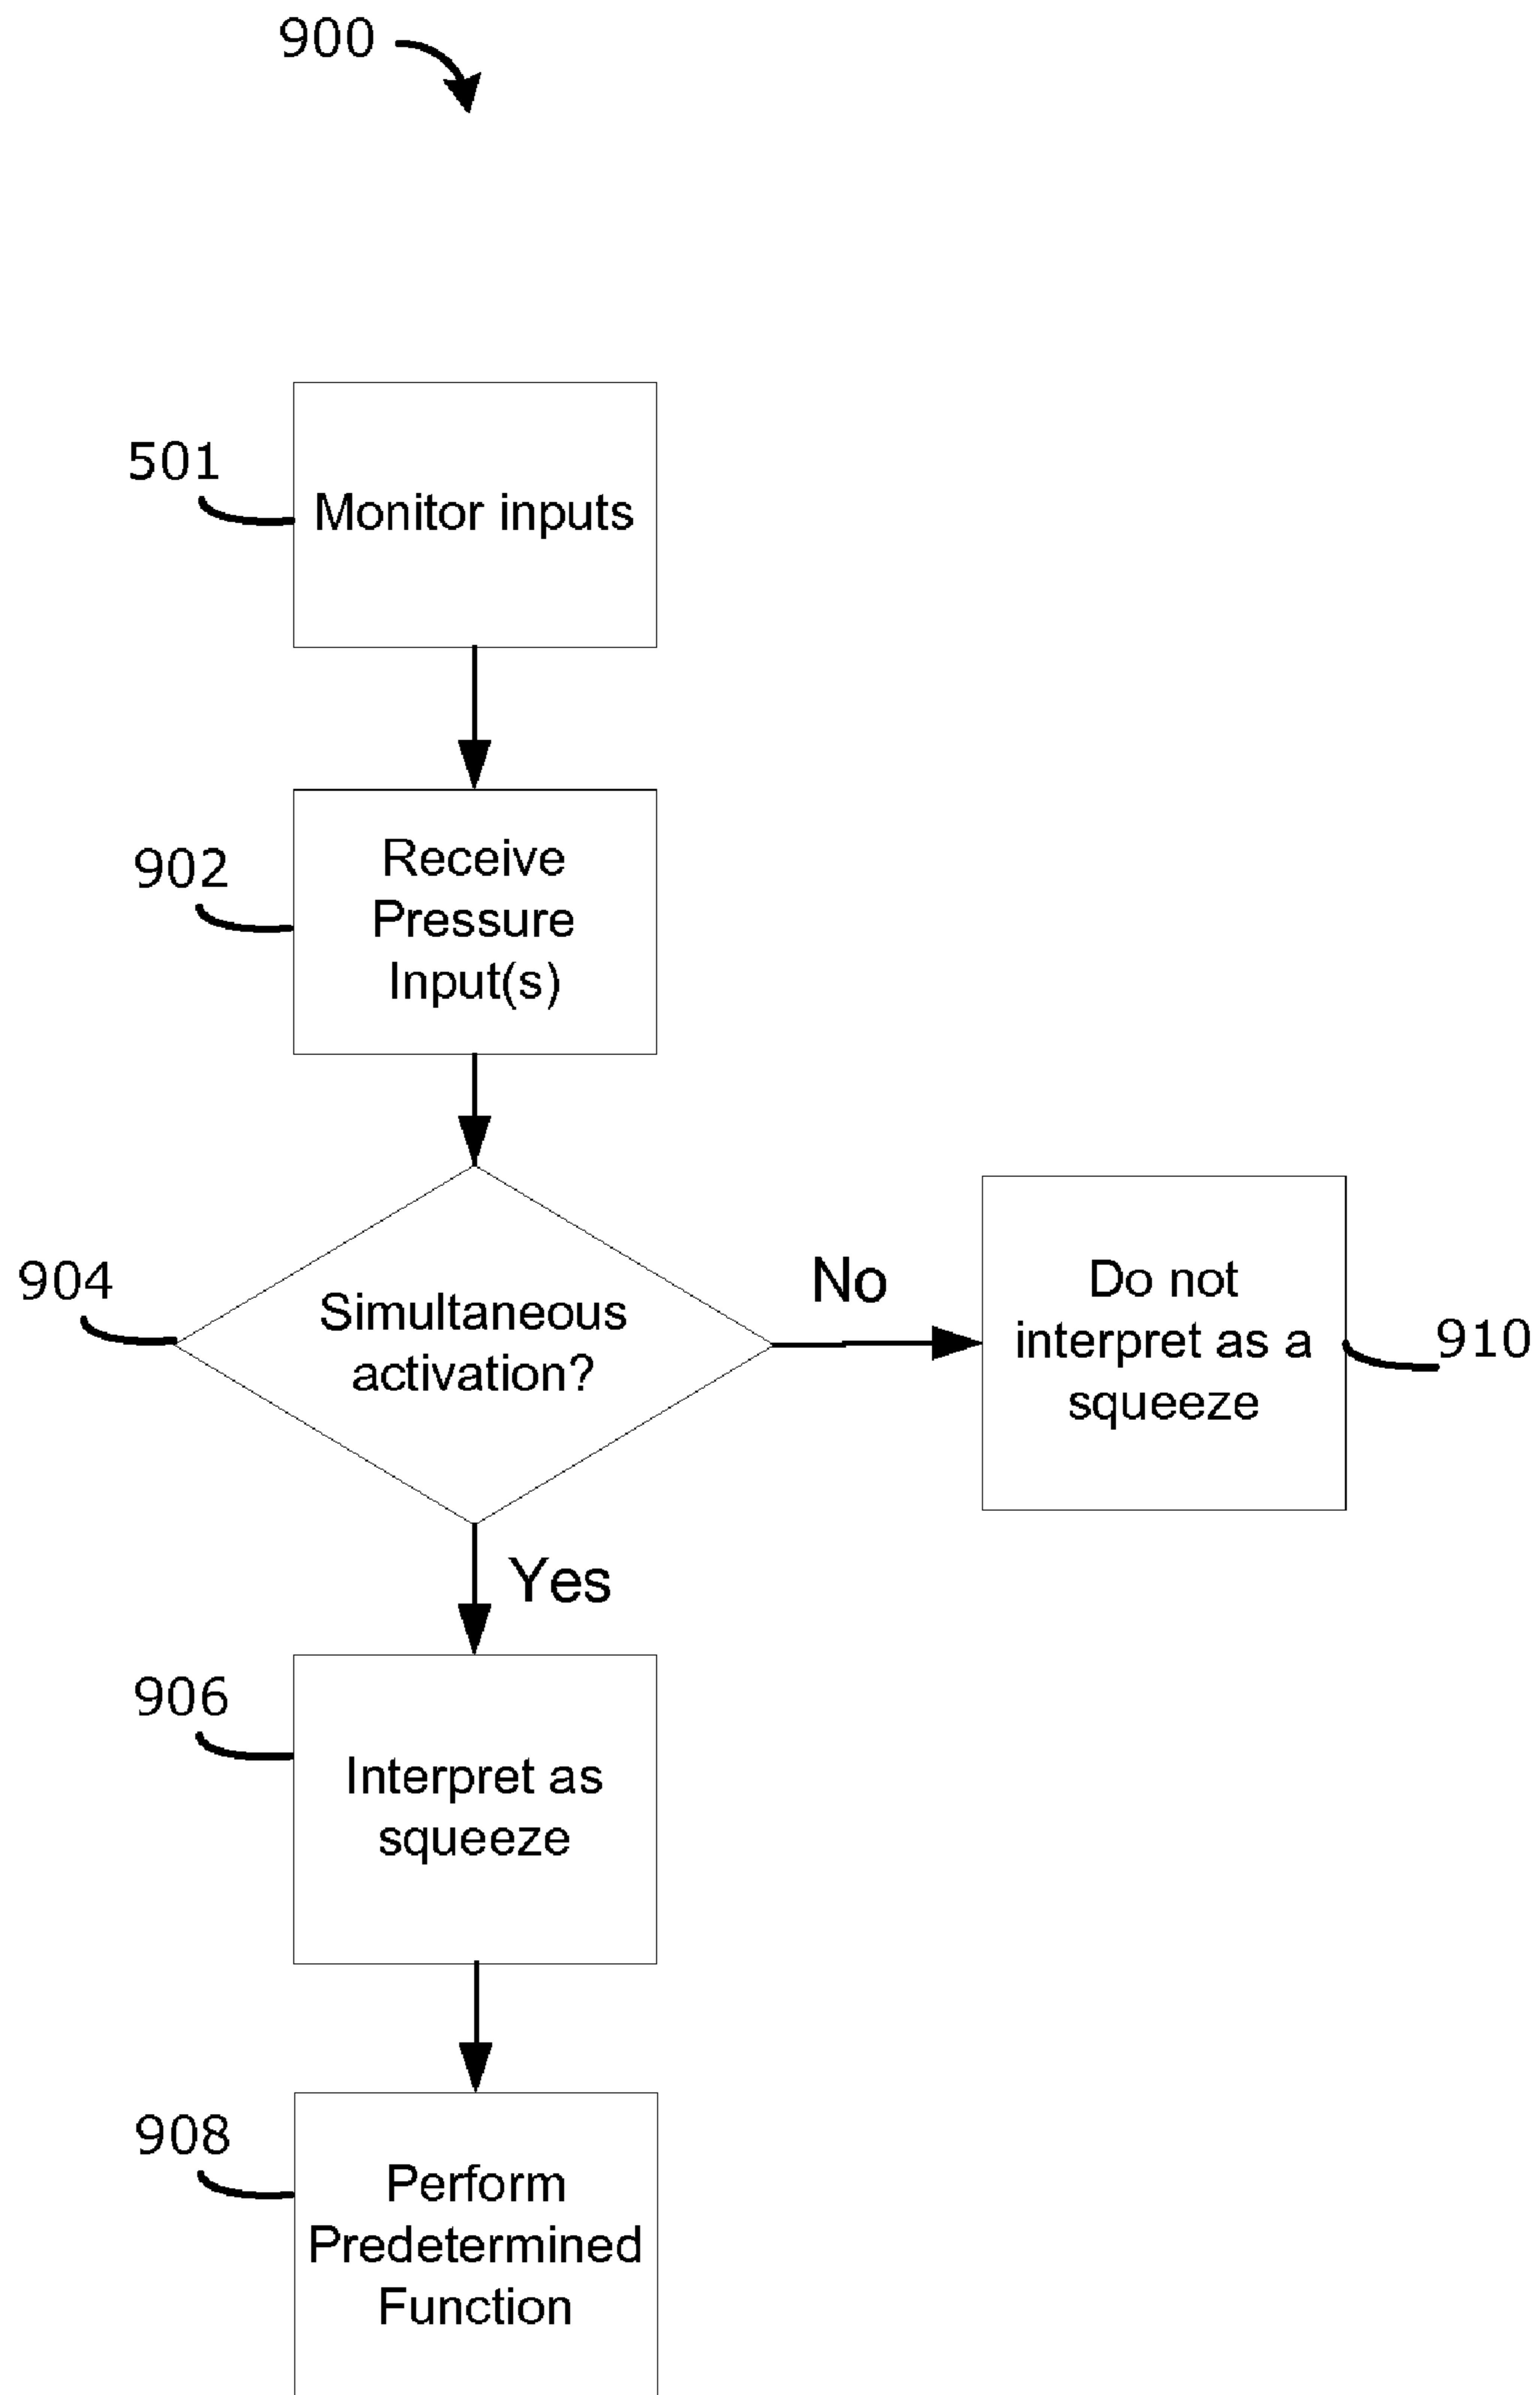 900
501
Monitor inputs
902
Receive
Pressure
Input(s)
904
Simultaneous
activation?
No
Do not
interpret as a
squeeze
910
Yes
906
Interpret as
squeeze
908
Perform
Predetermined
Function